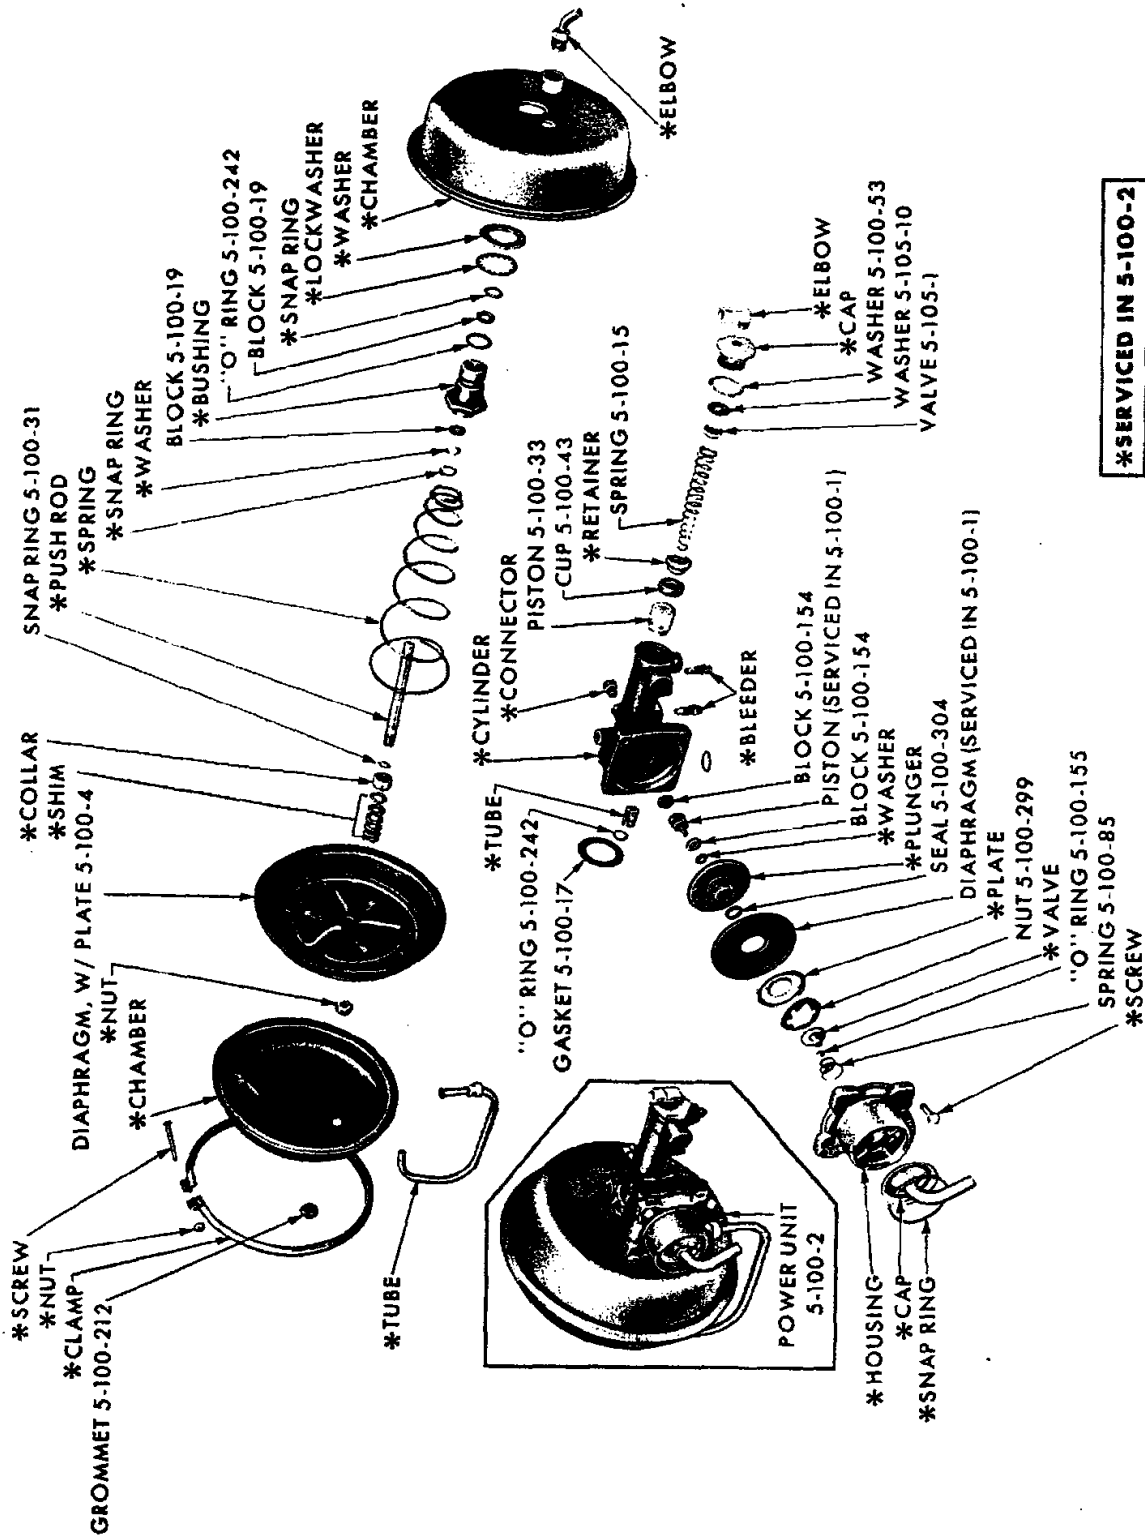 *SCREW
*NUT
*CLAMP
GROMMET 5-100-212
DIAPHRAGM, W/ PLATE 5-100-4
*NUT
*CHAMBER
*COLLAR
*SHIM
SNAP RING 5-100-31
*PUSH ROD
*SPRING
*SNAP RING
*WASHER
BLOCK 5-100-19
*BUSHING
"O" RING 5-100-242
BLOCK 5-100-19
*SNAP RING
*LOCKWASHER
*WASHER
*CHAMBER
*ELBOW
*TUBE
*TUBE
"O" RING 5-100-242
GASKET 5-100-17
*CYLINDER
*CONNECTOR
PISTON 5-100-33
CUP 5-100-43
*RETAINER
SPRING 5-100-15
*ELBOW
*CAP
WASHER 5-100-53
WASHER 5-105-10
VALVE 5-105-1
*BLEEDER
BLOCK 5-100-154
PISTON (SERVICED IN 5-100-1)
BLOCK 5-100-154
*WASHER
*PLUNGER
SEAL 5-100-304
DIAPHRAGM (SERVICED IN 5-100-1)
*PLATE
NUT 5-100-299
*VALVE
"O" RING 5-100-155
SPRING 5-100-85
*SCREW
POWER UNIT
5-100-2
*HOUSING
*CAP
*SNAP RING
*SERVICED IN 5-100-2